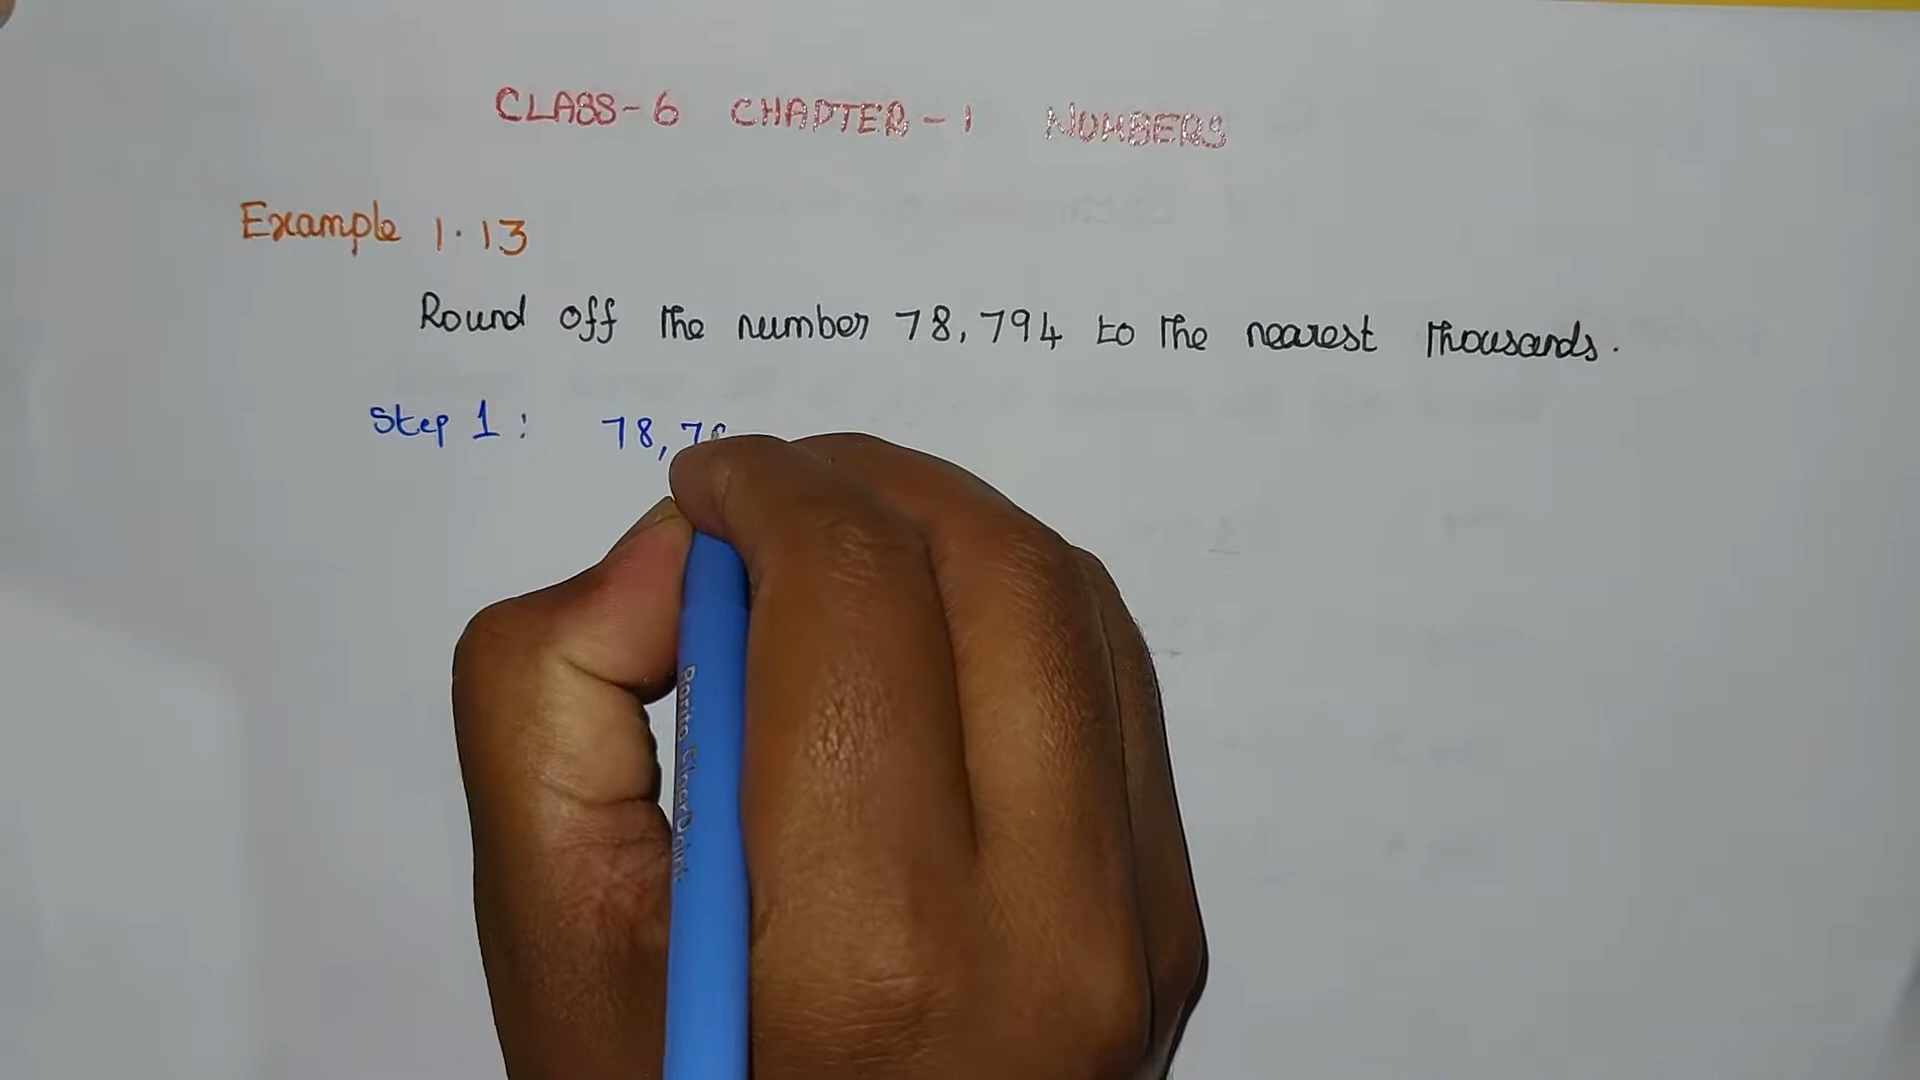 CLASS-6 CHAPTER-1 NUMBERS
Example 1.13
Round off the number 78,794 to the nearest thousands.
Step 1: 78,79